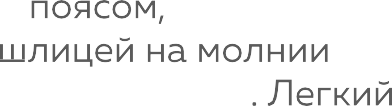 поясом,
шлицей на молнии
. Легкий